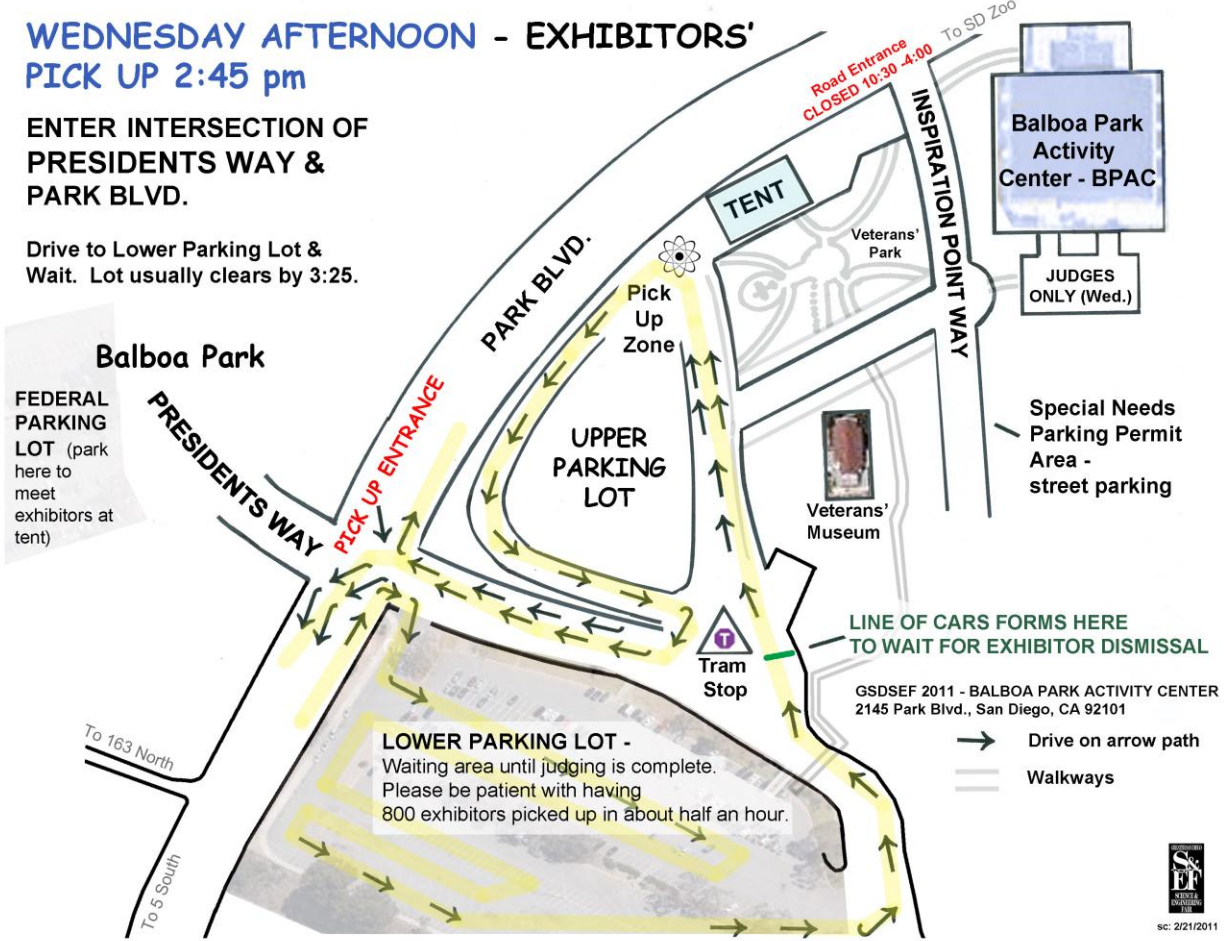 WEDNESDAY AFTERNOON - EXHIBITORS'
PICK UP 2:45 pm
ENTER INTERSECTION OF
PRESIDENTS WAY &
PARK BLVD.
Drive to Lower Parking Lot &
Wait. Lot usually clears by 3:25.
To SD Zoo
Road Entrance
CLOSED 10:30 -4:00
INSPIRATION POINT WAY
Balboa Park
Activity
Center - BPAC
JUDGES
ONLY (Wed.)
TENT
Veterans'
Park
PARK BLVD.
Pick
Up
Zone
Balboa Park
FEDERAL
PARKING
LOT (park
here to
meet
exhibitors at
tent)
PRESIDENTS WAY
PICK UP ENTRANCE
UPPER
PARKING
LOT
Veterans'
Museum
Special Needs
Parking Permit
Area -
street parking
T
Tram
Stop
LINE OF CARS FORMS HERE
TO WAIT FOR EXHIBITOR DISMISSAL
GSDSEF 2011 - BALBOA PARK ACTIVITY CENTER
2145 Park Blvd., San Diego, CA 92101
Drive on arrow path
Walkways
To 163 North
To 5 South
LOWER PARKING LOT -
Waiting area until judging is complete.
Please be patient with having
800 exhibitors picked up in about half an hour.
GREATER SAN DIEGO
S&
EF
SCIENCE &
ENGINEERING
FAIR
sc: 2/21/2011